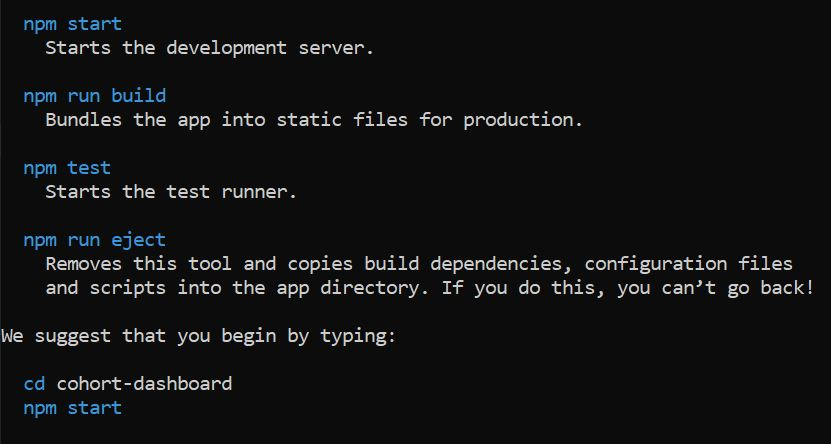 npm start
Starts the development server.
npm run build
Bundles the app into static files for production.
npm test
Starts the test runner.
npm run eject
Removes this tool and copies build dependencies, configuration files
and scripts into the app directory. If you do this, you can’t go back!
We suggest that you begin by typing:
cd cohort-dashboard
npm start